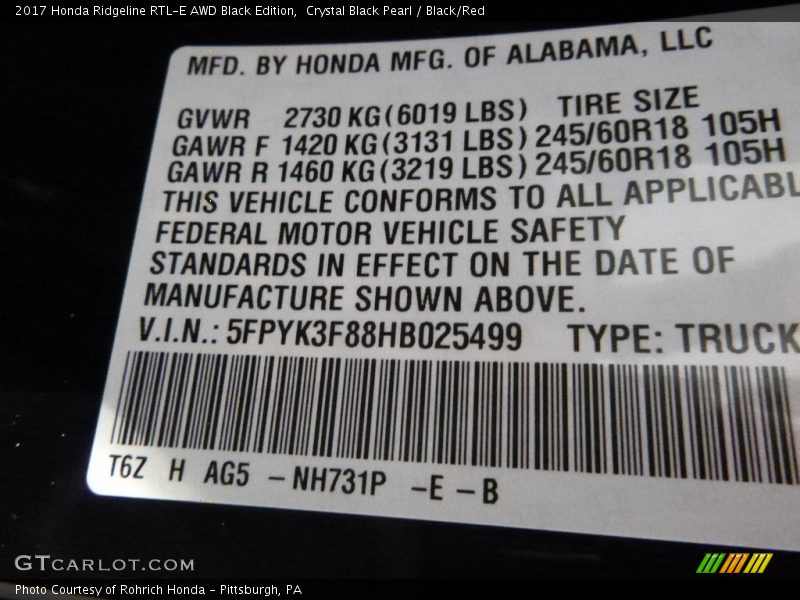 2017 Honda Ridgeline RTL-E AWD Black Edition, Crystal Black Pearl / Black/Red
MFD. BY HONDA MFG. OF ALABAMA, LLC
GVWR 2730 KG(6019 LBS) TIRE SIZE
GAWR F 1420 KG(3131 LBS) 245/60R18 105H
GAWR R 1460 KG(3219 LBS) 245/60R18 105H
THIS VEHICLE CONFORMS TO ALL APPLICABL
FEDERAL MOTOR VEHICLE SAFETY
STANDARDS IN EFFECT ON THE DATE OF
MANUFACTURE SHOWN ABOVE.
V.I.N.: 5FPYK3F88HB025499 TYPE: TRUCK
T6Z H AG5 – NH731P –E – B
GTCARLOT.COM
Photo Courtesy of Rohrich Honda - Pittsburgh, PA